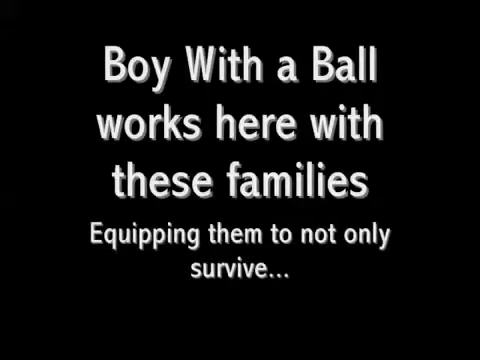 Boy With a Ball
works here with
these families
Equipping them to not only
survive...